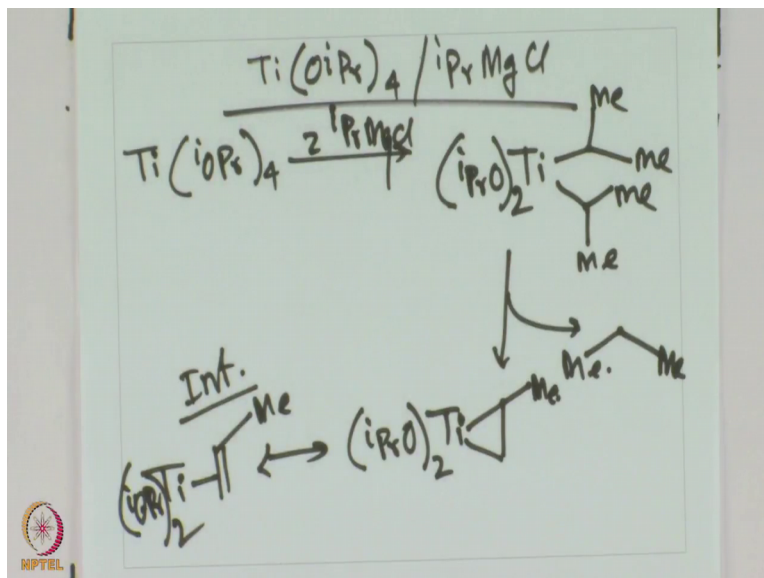 Ti(OiPr)4 / iPrMgCl
Ti(iOPr)4 2 iPrMgCl (iPrO)2Ti
Me
Me
Me
Me
Me. Me
Int.
Me
(iOPr)2Ti
(iPrO)2Ti Me
NPTEL